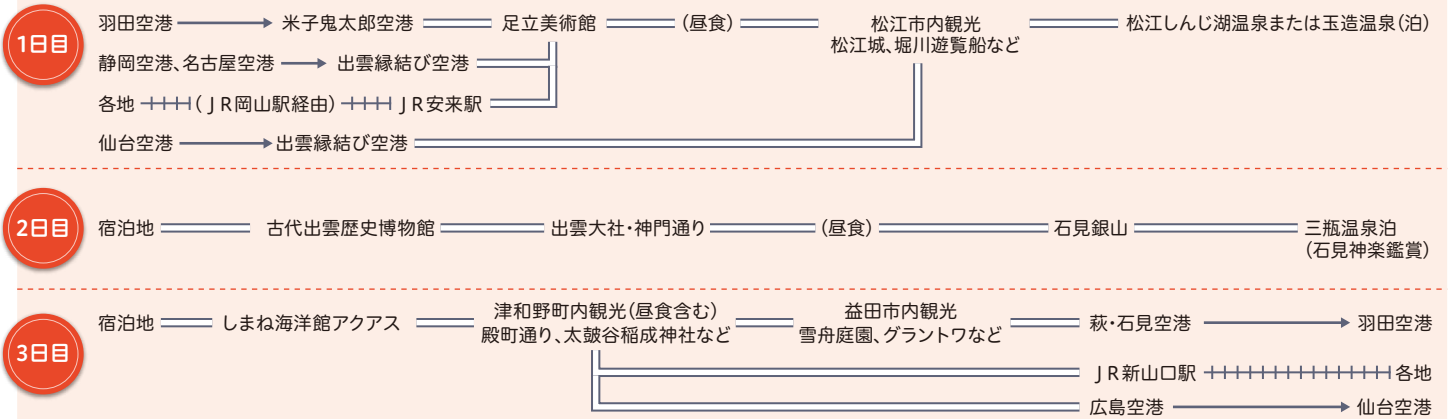 1日目
羽田空港 米子鬼太郎空港 足立美術館 (昼食) 松江市内観光 松江しんじ湖温泉または玉造温泉(泊)
松江城、堀川遊覧船など
静岡空港、名古屋空港 出雲縁結び空港
各地 (JR岡山駅経由) JR安来駅
仙台空港 出雲縁結び空港
2日目
宿泊地 古代出雲歴史博物館 出雲大社・神門通り (昼食) 石見銀山 三瓶温泉泊
(石見神楽鑑賞)
3日目
宿泊地 しまね海洋館アクアス 津和野町内観光(昼食含む) 益田市内観光 萩・石見空港 羽田空港
殿町通り、太皷谷稲成神社など 雪舟庭園、グラントワなど
JR新山口駅 各地
広島空港 仙台空港